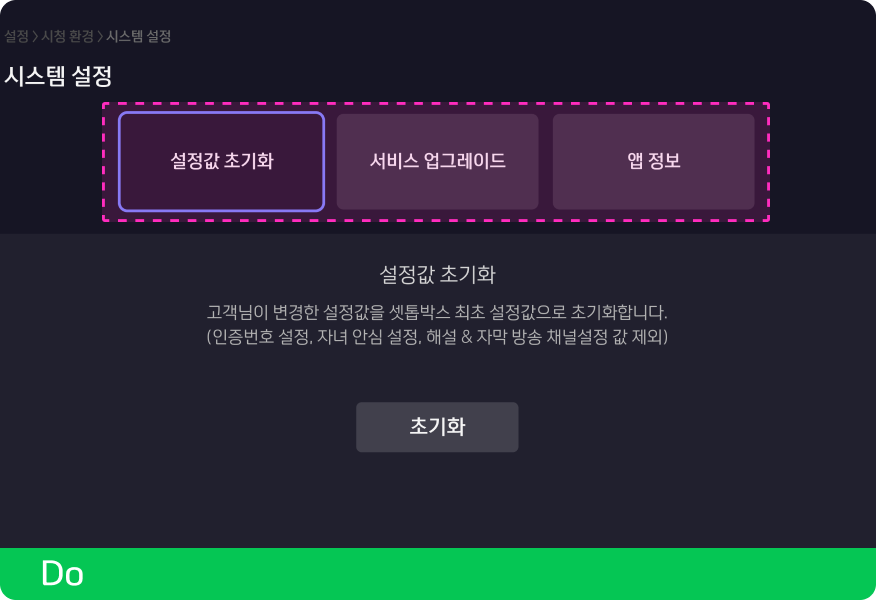 설정 > 시청 환경 > 시스템 설정
시스템 설정
설정값 초기화
서비스 업그레이드
앱 정보
설정값 초기화
고객님이 변경한 설정값을 셋톱박스 최초 설정값으로 초기화합니다.
(인증번호 설정, 자녀 안심 설정, 해설 & 자막 방송 채널설정 값 제외)
초기화
Do